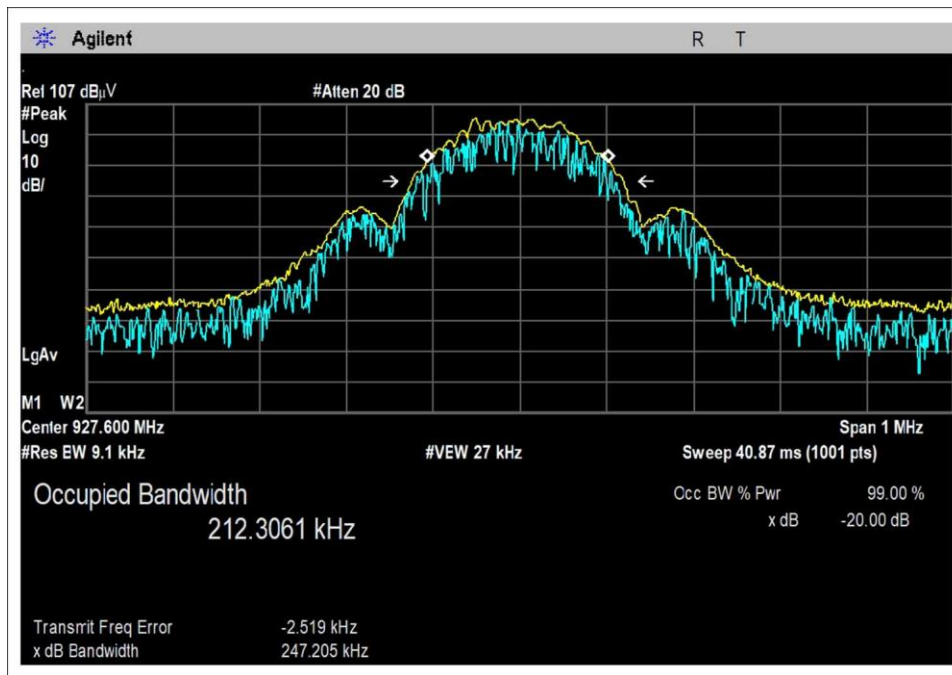 Agilent R T
Ref 107 dBμV #Atten 20 dB
#Peak
Log
10
dB/
LgAv
M1 W2
Center 927.600 MHz Span 1 MHz
#Res BW 9.1 kHz #VBW 27 kHz Sweep 40.87 ms (1001 pts)
Occupied Bandwidth Occ BW % Pwr 99.00 %
212.3061 kHz x dB -20.00 dB
Transmit Freq Error -2.519 kHz
x dB Bandwidth 247.205 kHz